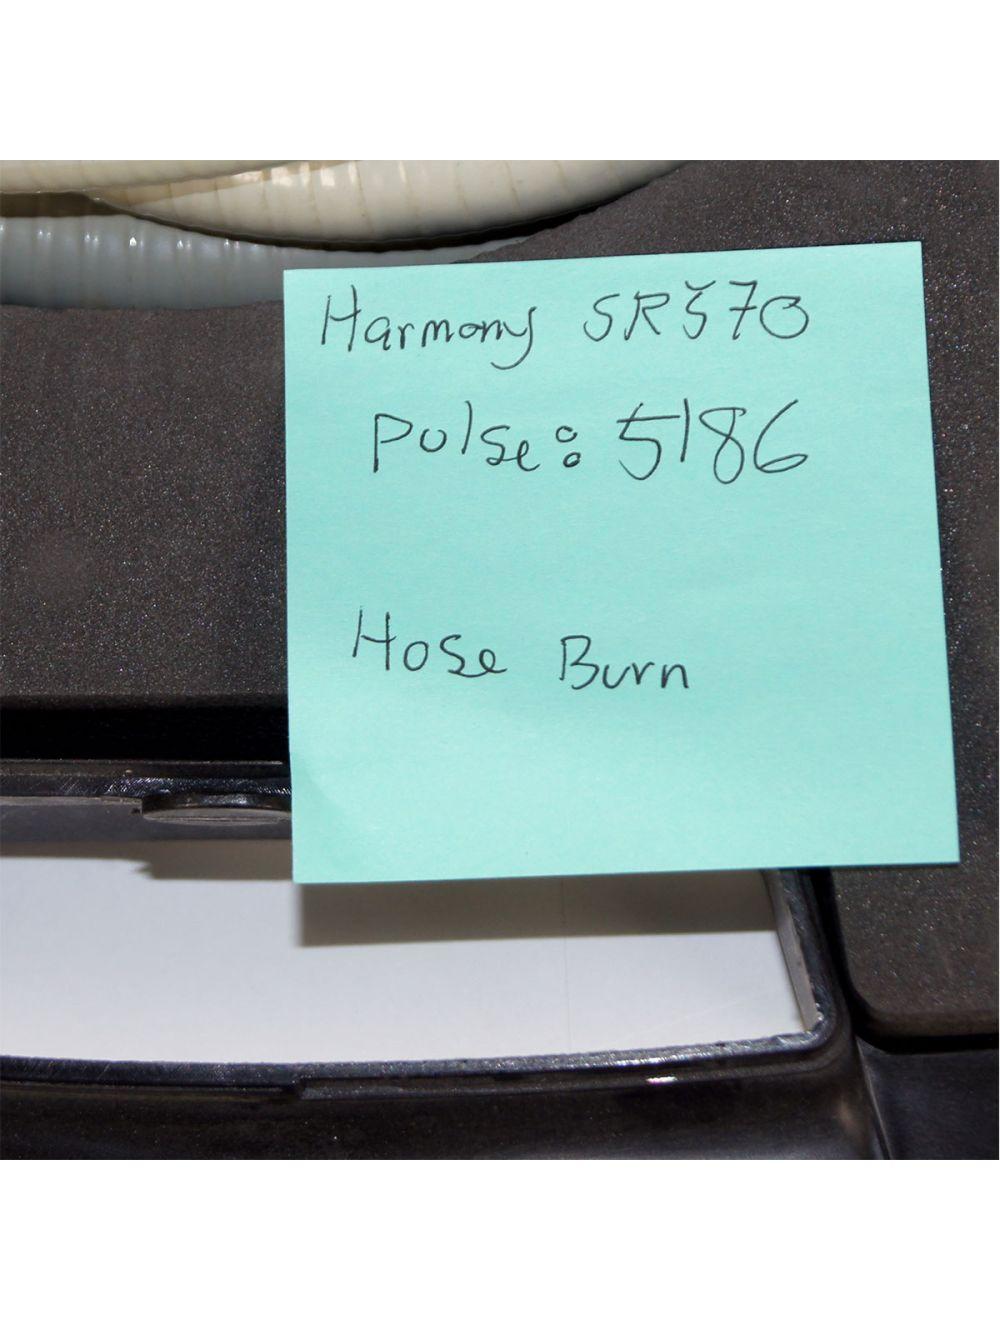 Harmony SR570
Pulse: 5186
Hose Burn